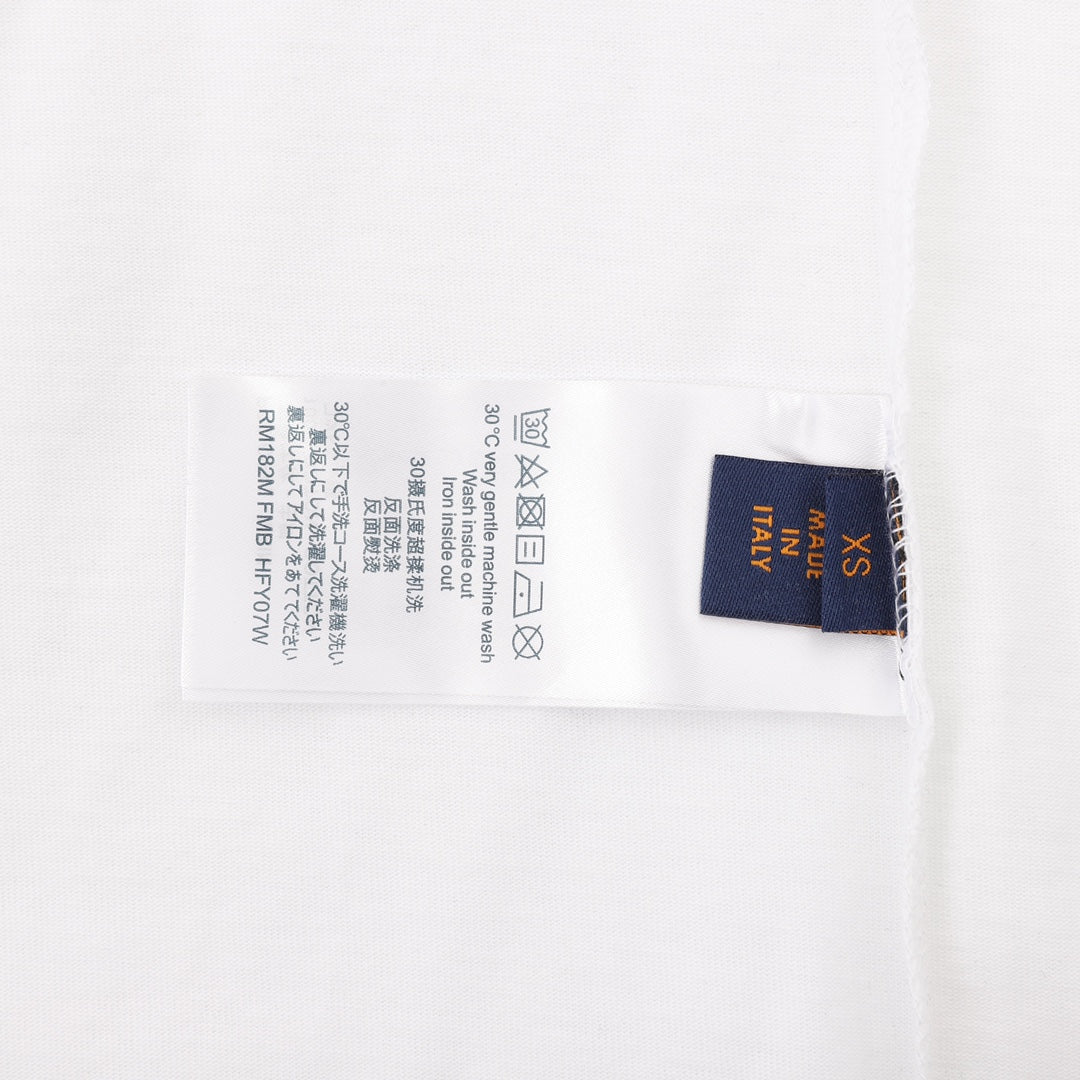 XS
MADE
IN
ITALY
30
30°C very gentle machine wash
Wash inside out
Iron inside out
30摄氏度超揉机洗
反面洗涤
反面熨烫
30℃以下で手洗コース洗濯機洗い
裏返しにして洗濯してください
裏返しにしてアイロンをあててください
RM182M FMB HFY07W